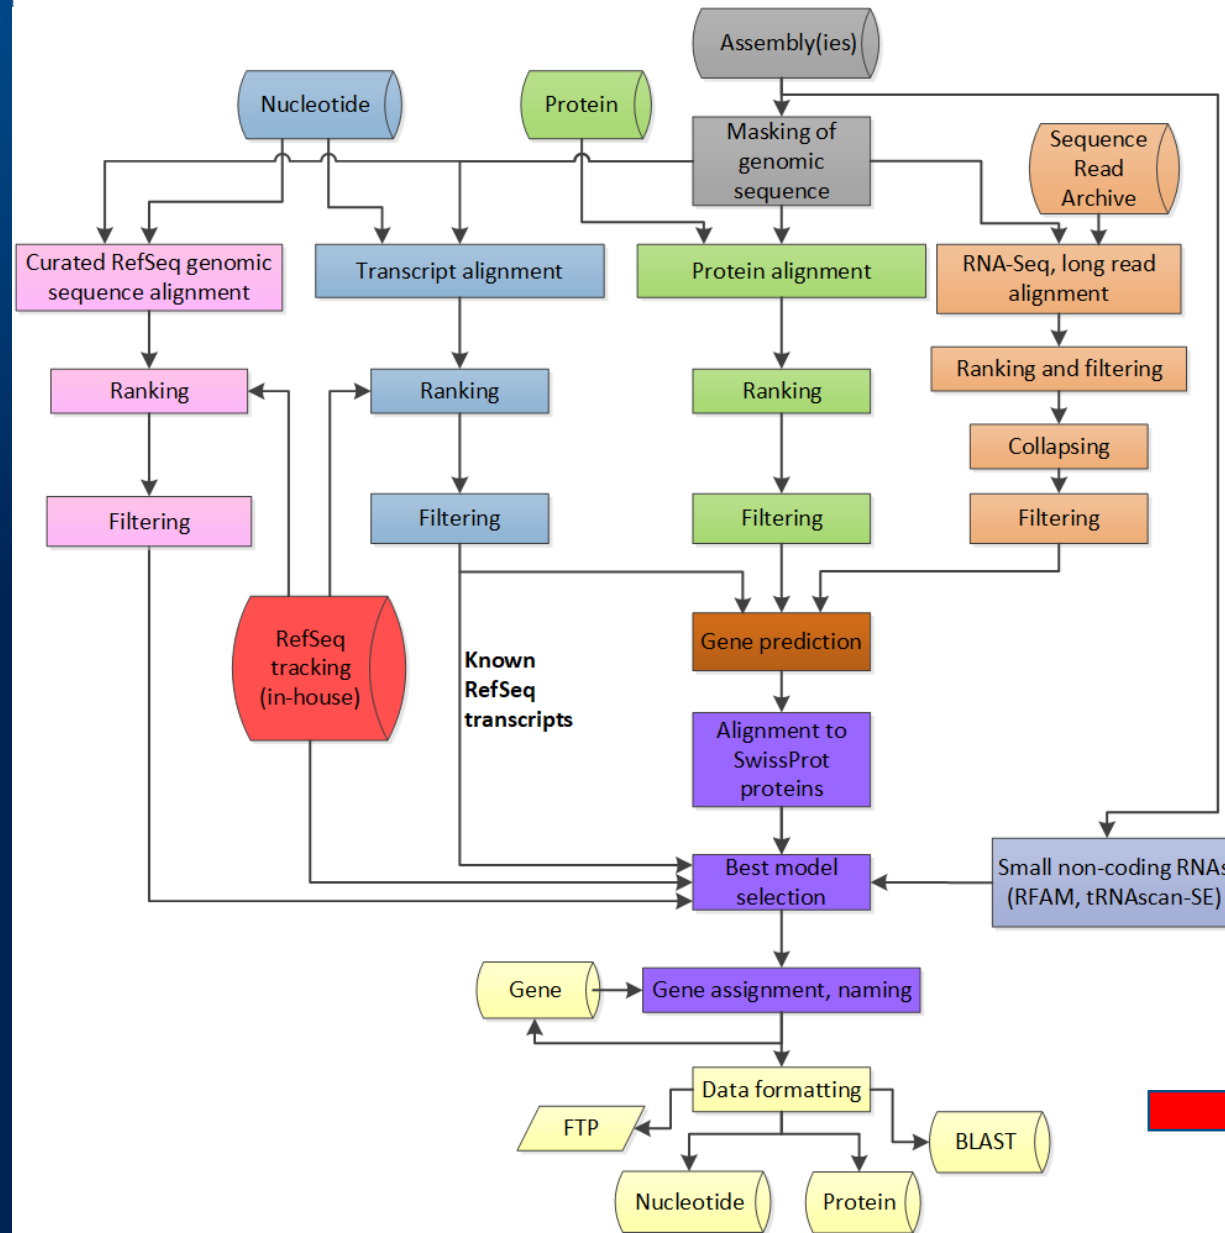 Assembly(ies)
Nucleotide
Protein
Masking of
genomic
sequence
Sequence
Read
Archive
Curated RefSeq genomic
sequence alignment
Transcript alignment
Protein alignment
RNA-Seq, long read
alignment
Ranking
Ranking
Ranking
Ranking and filtering
Collapsing
Filtering
Filtering
Filtering
Filtering
RefSeq
tracking
(in-house)
Known
RefSeq
transcripts
Gene prediction
Alignment to
SwissProt
proteins
Best model
selection
Small non-coding RNAs
(RFAM, tRNAscan-SE)
Gene
Gene assignment, naming
Data formatting
FTP
BLAST
Nucleotide
Protein